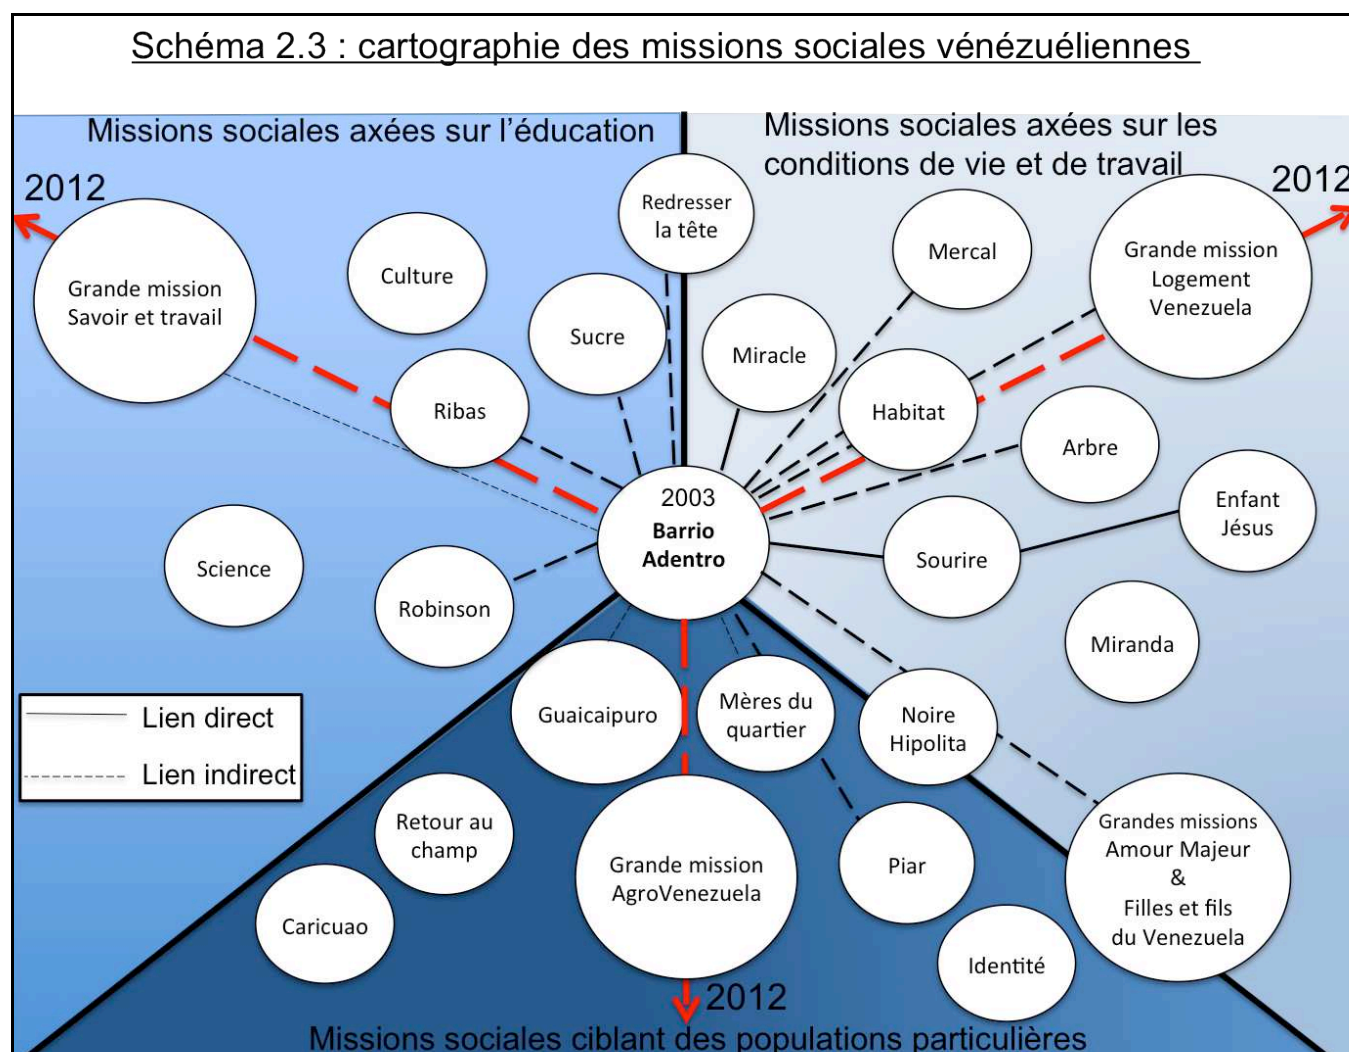 Schéma 2.3 : cartographie des missions sociales vénézuéliennes
Missions sociales axées sur l'éducation
Missions sociales axées sur les
conditions de vie et de travail
2012
2012
Redresser
la tête
Grande mission
Savoir et travail
Culture
Sucre
Ribas
Science
Robinson
Mercal
Grande mission
Logement
Venezuela
Miracle
Habitat
Arbre
Enfant
Jésus
Sourire
Miranda
2003
Barrio
Adentro
Lien direct
Lien indirect
Guaicaipuro
Mères du
quartier
Noire
Hipolita
Retour au
champ
Caricuao
Grande mission
AgroVenezuela
Piar
Identité
Grandes missions
Amour Majeur
&
Filles et fils
du Venezuela
2012
Missions sociales ciblant des populations particulières